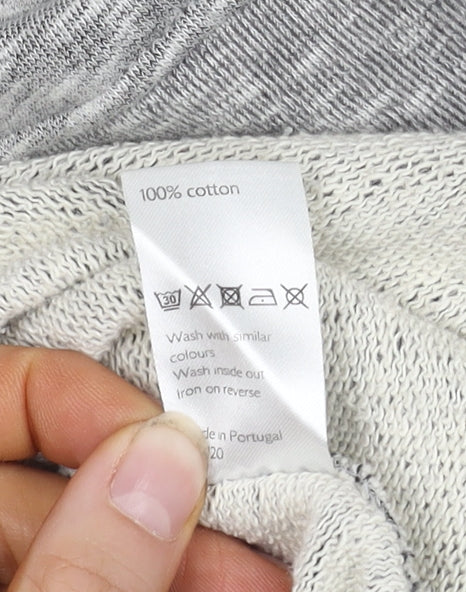 100% cotton
30
Wash with similar
colours
Wash inside out
Iron on reverse
de in Portugal
20